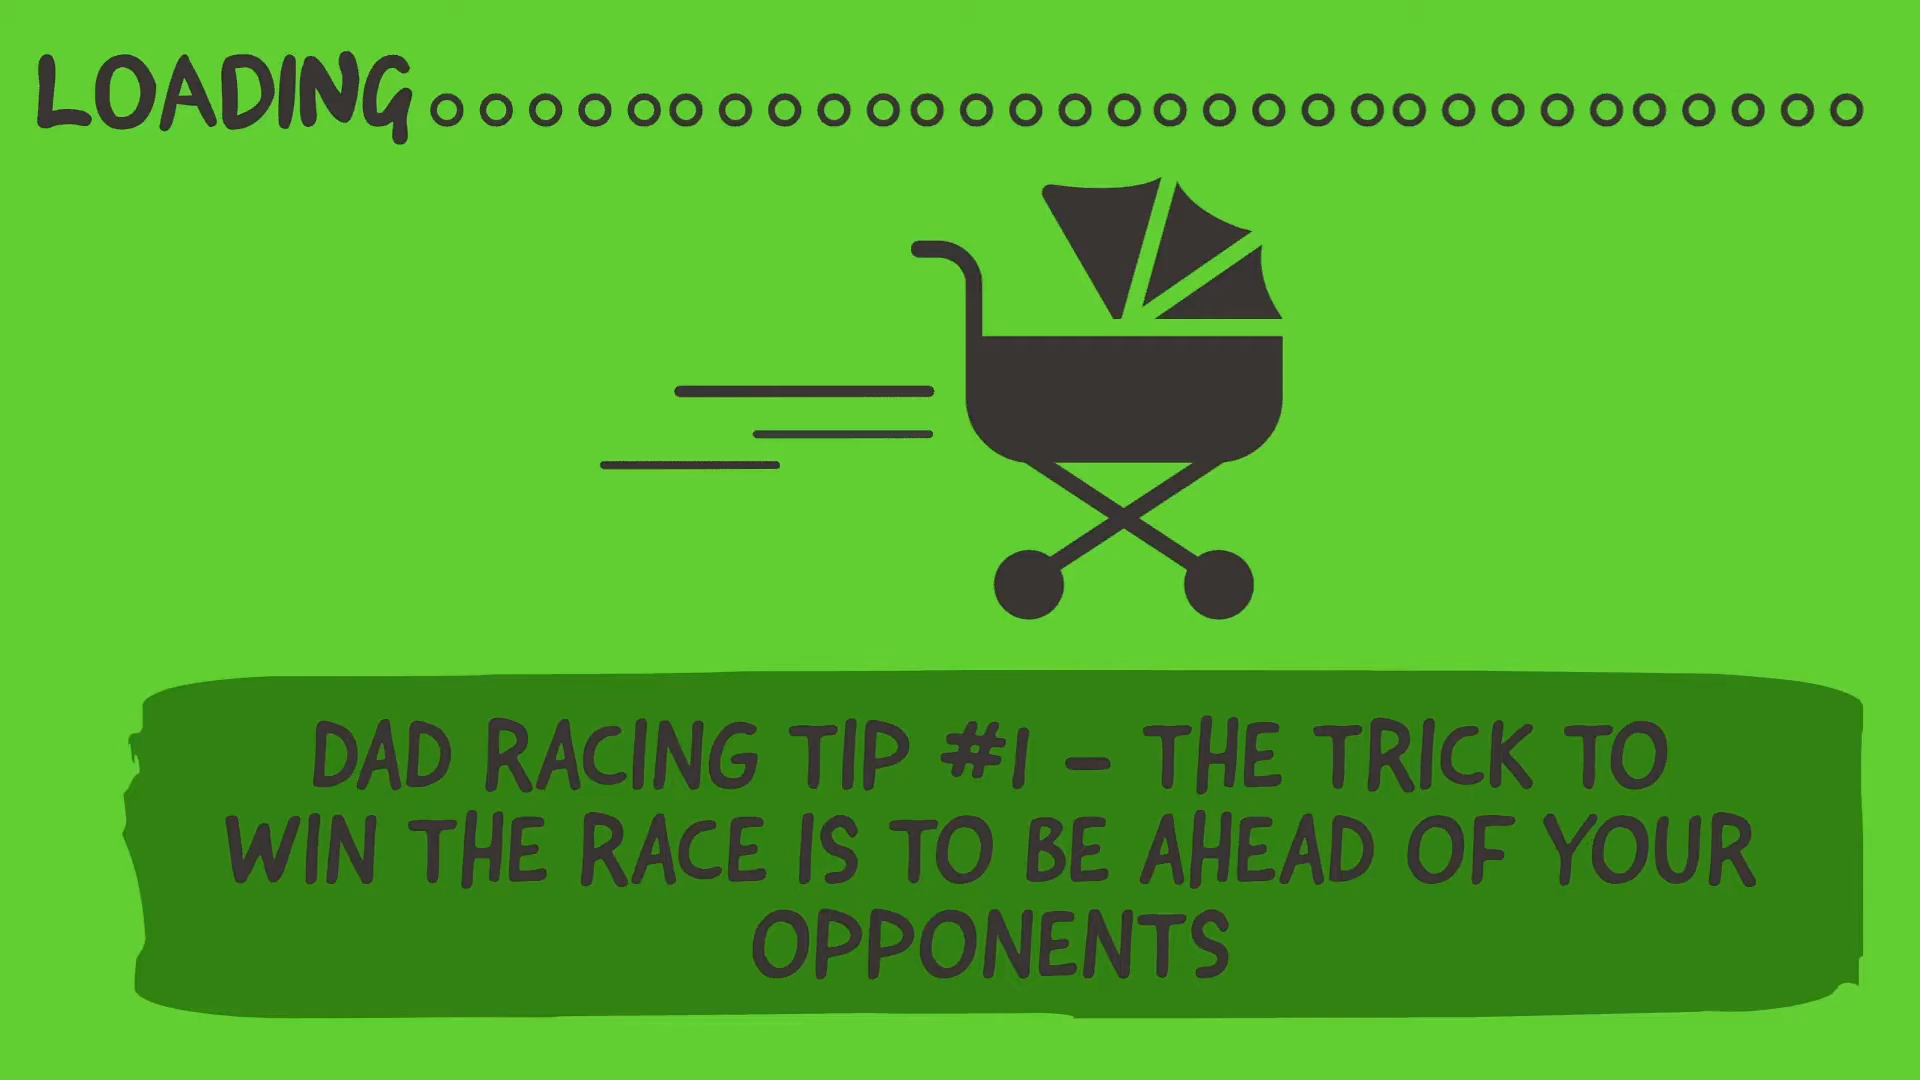 LOADING
DAD RACING TIP #1 – THE TRICK TO
WIN THE RACE IS TO BE AHEAD OF YOUR
OPPONENTS